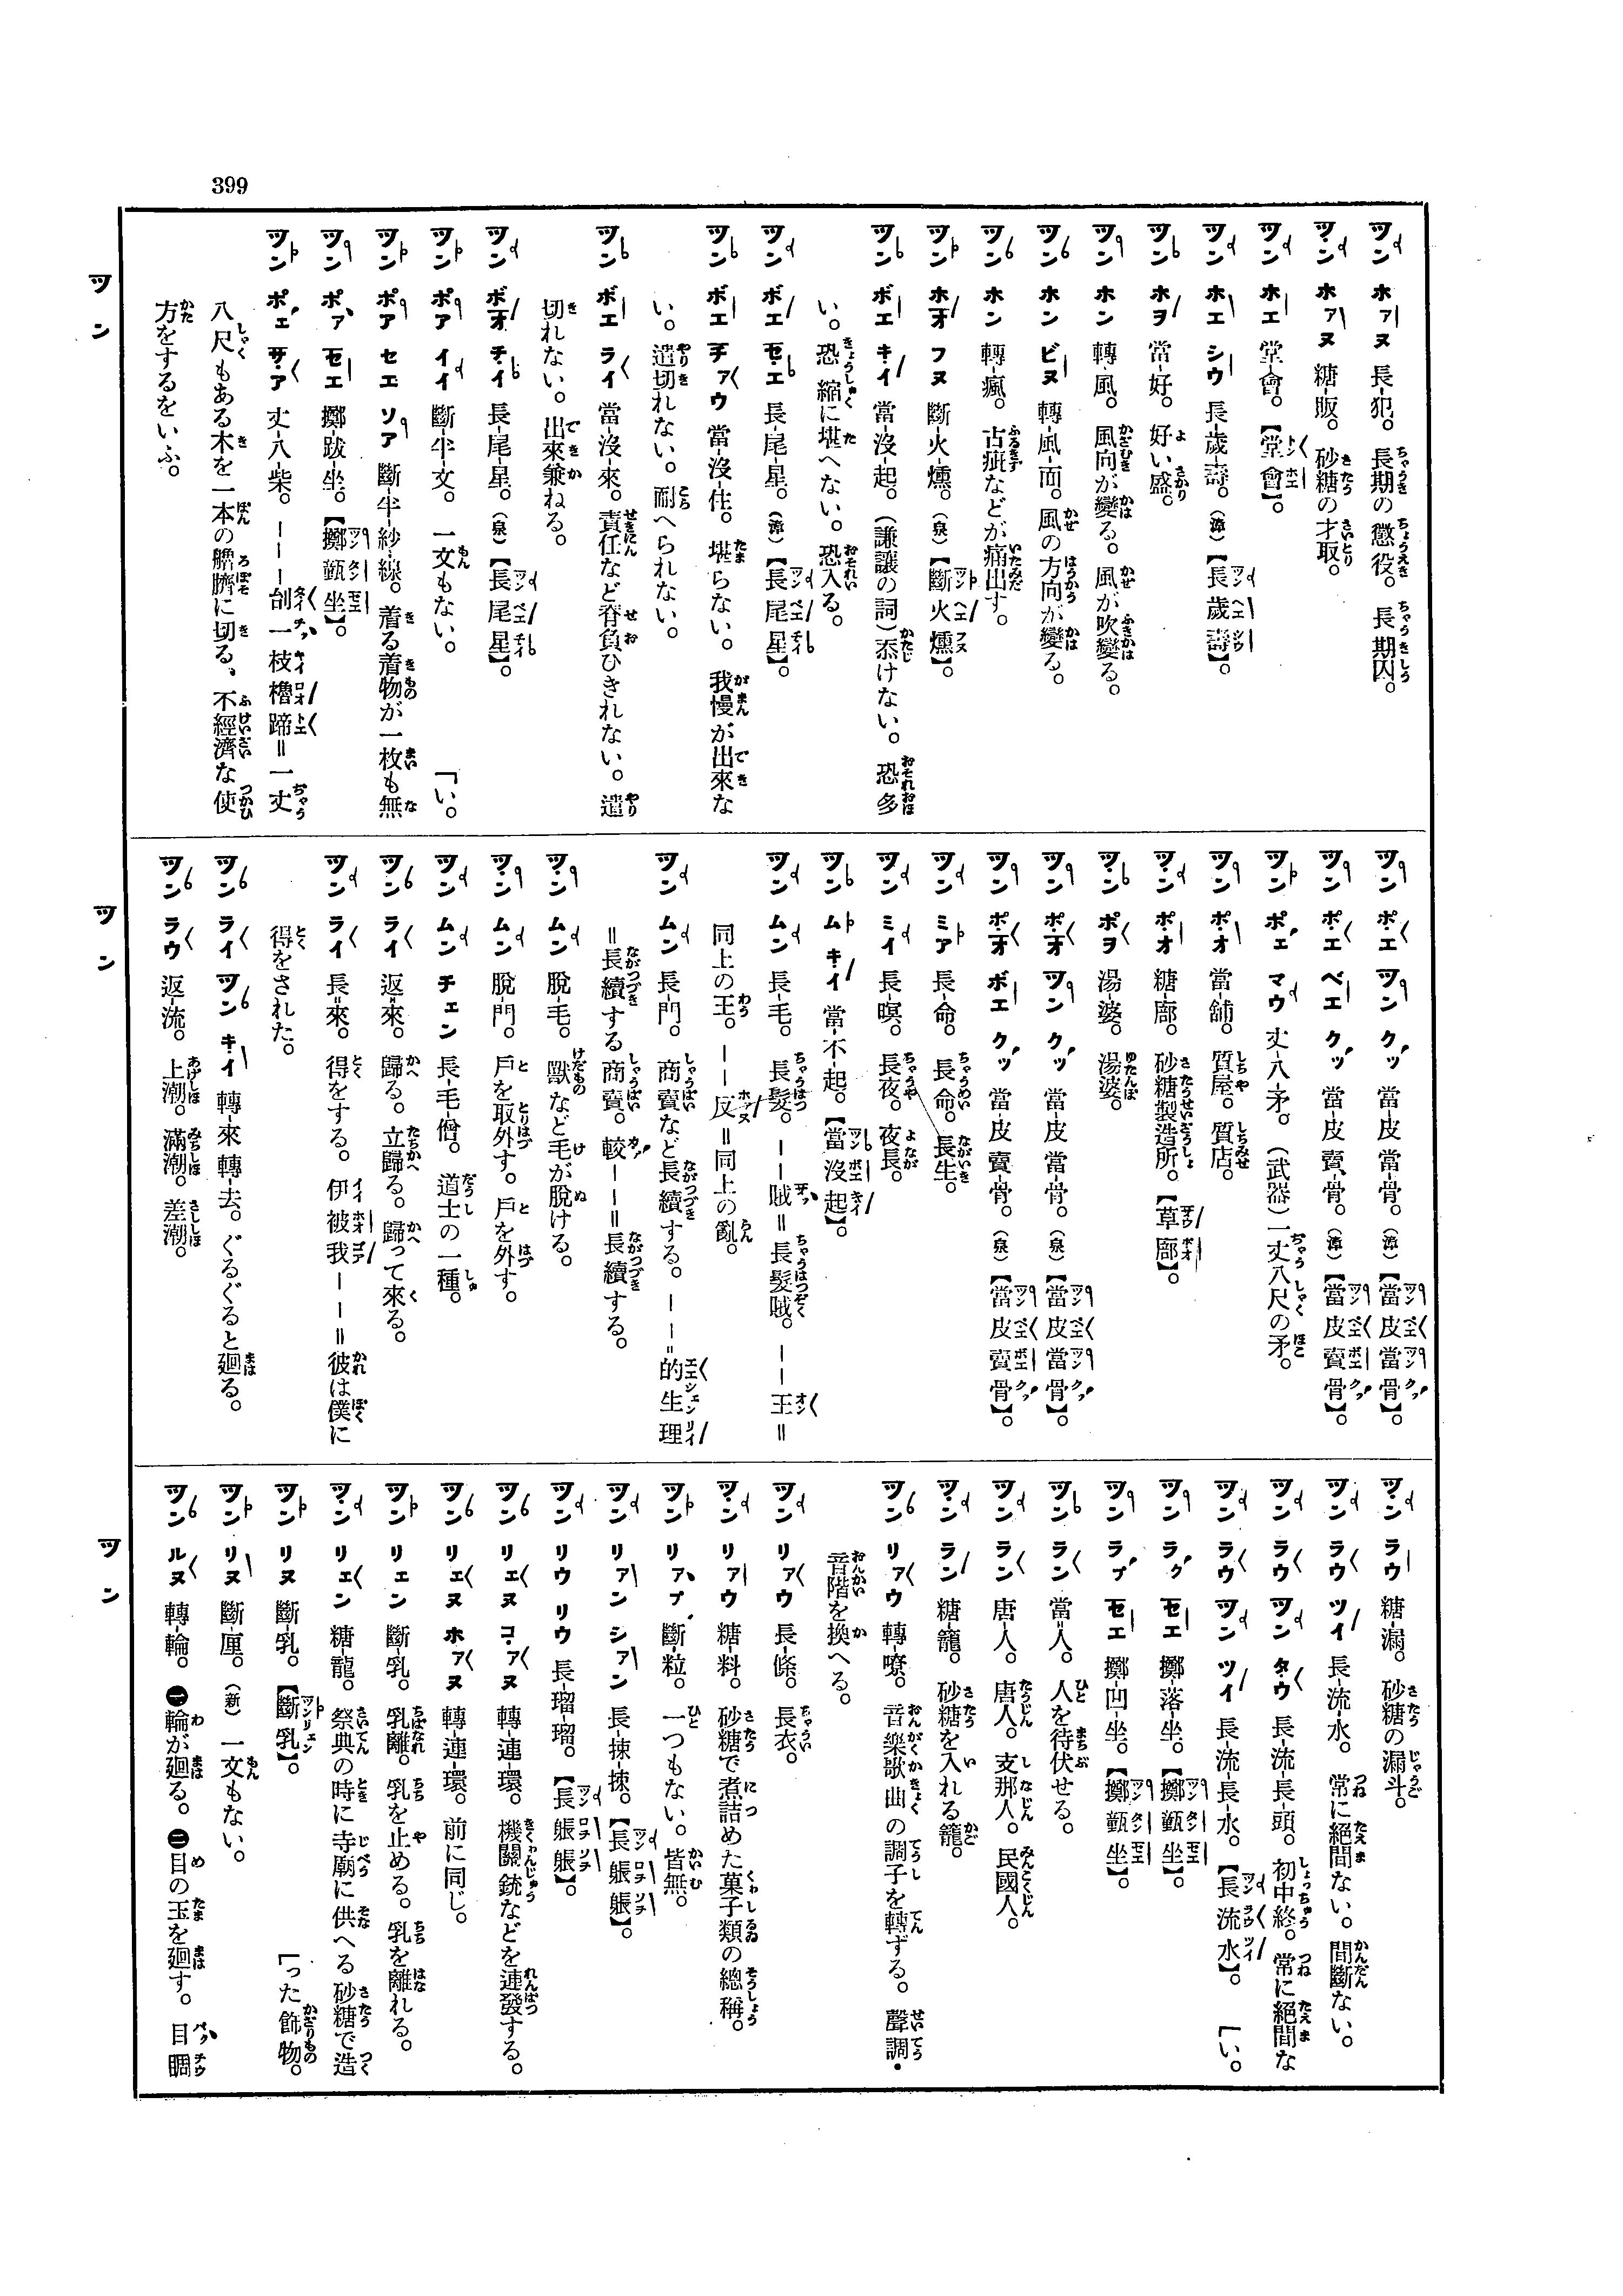 399
ツン ホァヌ 長-犯。 長期の懲役。長期囚。
ツン ホァヌ 糖-販。 砂糖の才取。
ツン ホエ 堂-會。【堂會】。
ツン ホエ シウ 長-歲-壽。(漳)【長歲壽】。
ツン ホヲ 當-好。 好い盛。
ツン ホン 轉-風。 風向が變る。風が吹變る。
ツン ホン ビヌ 轉-風-面。風の方向が變る。
ツン ホン 轉-瘋。 古疵などが痛出す。
ツン ホオ フヌ 斷-火-燻。(泉)【斷火燻】。
ツン ボエ キイ 當-沒-起。(謙讓の詞)忝けない。恐多
い。恐縮に堪へない。恐入る。
ツン ボエ セエ 長-尾-星。(漳)【長尾星】。
ツン ボエ チァウ 當-沒-住。 堪らない。我慢が出來な
い。遣切れない。耐へられない。
ツン ボエ ライ 當-沒-來。責任など脊負ひきれない。遣
切れない。出來兼ねる。
ツン ボオ チイ 長-尾-星。(泉)【長尾星】。
ツン ポア イイ 斷-半-文。 一文もない。 「い。
ツン ポア セエ ソア 斷-半-紗-線。着る着物が一枚も無
ツン ポァ セエ 擲-跋-坐。【擲甑坐】。
ツン ポェ サア 丈-八-柴。———刣一枝櫓蹄=一丈
八尺もある木を一本の臍に切る、不經濟な使
方をするをいふ。
ツン ポエ ツン クッ 當-皮-當-骨。(漳)【當皮當骨】。
ツン ポエ ベエ クッ 當-皮-賣-骨。(漳)【當皮賣骨】。
ツン ポェ マウ 丈-八-矛。(武器)一丈八尺の矛。
ツン ポオ 當-舖。 質屋。質店。
ツン ポオ 糖-廍。 砂糖製造所。【草廍】。
ツン ポヲ 湯-婆。 湯婆。
ツン ポオ ツン クッ 當-皮-當-骨。(泉)【當皮當骨】。
ツン ポオ ボエ クッ 當-皮-賣-骨。(泉)【當皮賣骨】。
ツン ミイ 長-暝。長夜。夜長。
ツン ミア 長-命。 長命。長生。
ツン ム キイ 當-不-起。【當沒起】。
ツン ムン 長-毛。 長髮。——賊=長髮賊。——王=
同上の王。——反=同上の亂。
ツン ムン 長-門。商賣など長續する。——=的生理
=長續する商賣。較——=長續する。
ツン ムン 脫-毛。 獸など毛が脫ける。
ツン ムン 脫-門。 戶を取外す。戶を外す。
ツン ムン チェン 長-毛-僧。 道士の一種。
ツン ライ 返-來。 歸る。立歸る。歸って來る。
ツン ライ 長=來。 得をする。伊被我——=彼は僕に
得をされた。
ツン ライ ツン キイ 轉-來-轉-去。ぐるぐると廻る。
ツン ラウ 返-流。 上潮。滿潮。差潮。
ツン ラウ 糖-漏。 砂糖の漏斗。
ツン ラウ ツイ 長-流-水。 常に絕間ない。間斷ない。
ツン ラウ ツン タウ 長-流-長-頭。初中終。常に絕間な
ツン ラウ ツン ツイ 長-流-長-水。【長流水】。 「い。
ツン ラク セエ 擲-落-坐。【擲甑坐】。
ツン ラプ セエ 擲-凹-坐。【擲甑坐】。
ツン ラン 當=人。 人を待伏せる。
ツン ラン 唐-人。 唐人。支那人。民國人。
ツン ラン 糖-籠。 砂糖を入れる籠。
ツン リァウ 轉-嘹。 音樂歌曲の調子を轉ずる。聲調・
音階を換へる。
ツン リァウ 長-條。 長衣。
ツン リァウ 糖-料。 砂糖で煮詰めた菓子類の總稱。
ツン リァプ 斷-粒。 一つもない。皆無。
ツン リァン シァン 長-㨂-㨂。【長賬賬】。
ツン リウ リウ 長-瑠-瑠。【長賬賬】。
ツン リェヌ コァヌ 轉-連-環。機關銃などを連發する。
ツン リェヌ ホァヌ 轉-連-環。前に同じ。
ツン リェン 斷-乳。 乳離。乳を止める。乳を離れる。
ツン リェン 糖-龍。 祭典の時に寺廟に供へる砂糖で造
ツン リヌ 斷-乳。【斷乳】。 「った飾物。
ツン リヌ 斷-厘。(新)一文もない。
ツン ルヌ 轉-輪。 ㊀輪が廻る。㊁目の玉を廻す。目睭
ツン
ツン
ツン